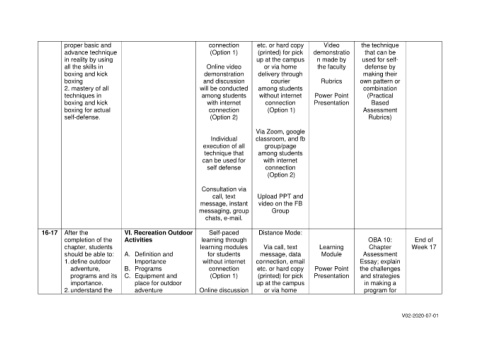 proper basic and
advance technique
in reality by using
all the skills in
boxing and kick
boxing
2. mastery of all
techniques in
boxing and kick
boxing for actual
self-defense.
connection
(Option 1)
Online video
demonstration
and discussion
will be conducted
among students
with internet
connection
(Option 2)
Individual
execution of all
technique that
can be used for
self defense
Consultation via
call, text
message, instant
messaging, group
chats, e-mail.
etc. or hard copy
(printed) for pick
up at the campus
or via home
delivery through
courier
among students
without internet
connection
(Option 1)
Via Zoom, google
classroom, and fb
group/page
among students
with internet
connection
(Option 2)
Upload PPT and
video on the FB
Group
Video
demonstratio
n made by
the faculty
Rubrics
Power Point
Presentation
the technique
that can be
used for self-
defense by
making their
own pattern or
combination
(Practical
Based
Assessment
Rubrics)
16-17
After the
completion of the
chapter, students
should be able to:
1. define outdoor
adventure,
programs and its
importance.
2. understand the
VI. Recreation Outdoor
Activities
A. Definition and
Importance
B. Programs
C. Equipment and
place for outdoor
adventure
Self-paced
learning through
learning modules
for students
without internet
connection
(Option 1)
Online discussion
Distance Mode:
Via call, text
message, data
connection, email
etc. or hard copy
(printed) for pick
up at the campus
or via home
Learning
Module
Power Point
Presentation
OBA 10:
Chapter
Assessment
Essay: explain
the challenges
and strategies
in making a
program for
End of
Week 17
V02-2020-07-01